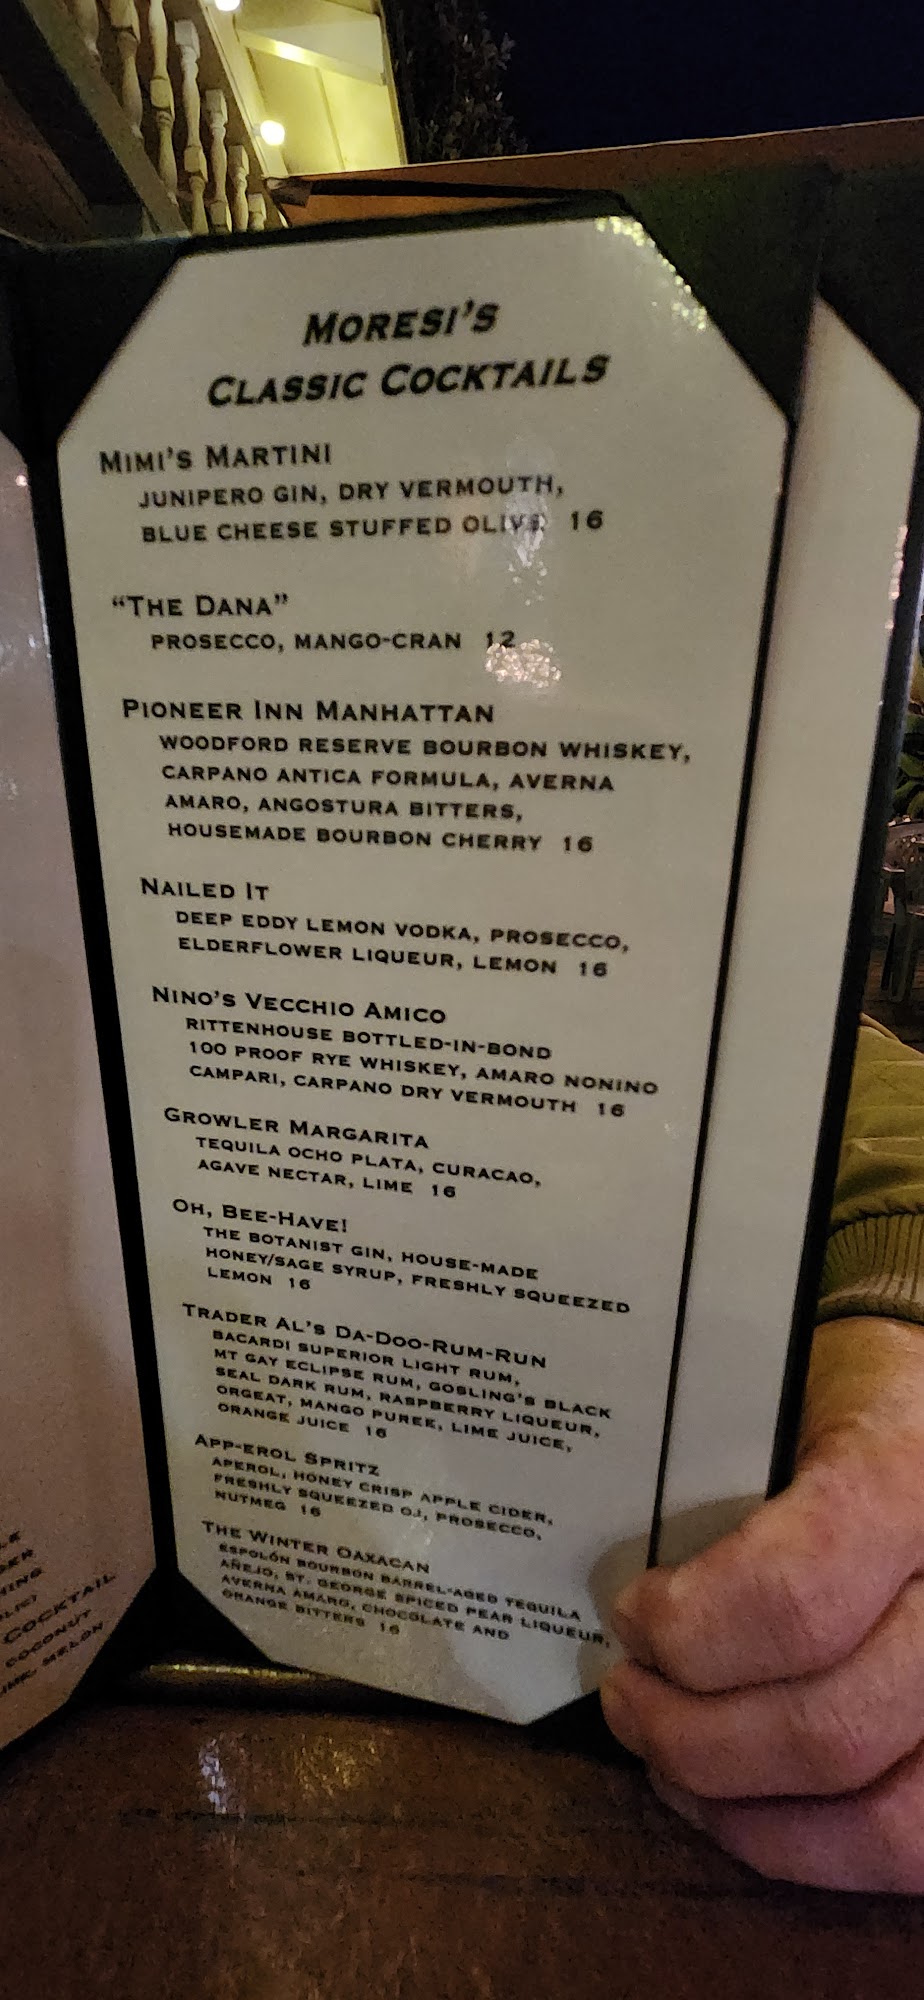 MORESI'S
CLASSIC COCKTAILS
MIMI'S MARTINI
JUNIPERO GIN, DRY VERMOUTH,
BLUE CHEESE STUFFED OLIVE 16
"THE DANA"
PROSECCO, MANGO-CRAN 12
PIONEER INN MANHATTAN
WOODFORD RESERVE BOURBON WHISKEY,
CARPANO ANTICA FORMULA, AVERNA
AMARO, ANGOSTURA BITTERS,
HOUSEMADE BOURBON CHERRY 16
NAILED IT
DEEP EDDY LEMON VODKA, PROSECCO,
ELDERFLOWER LIQUEUR, LEMON 16
NINO'S VECCHIO AMICO
RITTENHOUSE BOTTLED-IN-BOND
100 PROOF RYE WHISKEY, AMARO NONINO
CAMPARI, CARPANO DRY VERMOUTH 16
GROWLER MARGARITA
TEQUILA OCHO PLATA, CURACAO,
AGAVE NECTAR, LIME 16
OH, BEE-HAVE!
THE BOTANIST GIN, HOUSE-MADE
HONEY/SAGE SYRUP, FRESHLY SQUEEZED
LEMON 16
TRADER AL'S DA-DOO-RUM-RUN
BACARDI SUPERIOR LIGHT RUM,
MT GAY ECLIPSE RUM, GOSLING'S BLACK
SEAL DARK RUM, RASPBERRY LIQUEUR,
ORGEAT, MANGO PUREE, LIME JUICE,
ORANGE JUICE 16
APP-EROL SPRITZ
APEROL, HONEY CRISP APPLE CIDER,
FRESHLY SQUEEZED OJ, PROSECCO,
NUTMEG 16
THE WINTER OAXACAN
ESPOLÓN BOURBON BARREL-AGED TEQUILA
AÑEJO, ST. GEORGE SPICED PEAR LIQUEUR,
AVERNA AMARO, CHOCOLATE AND
ORANGE BITTERS 16
COCKTAIL
COCONUT
MELON